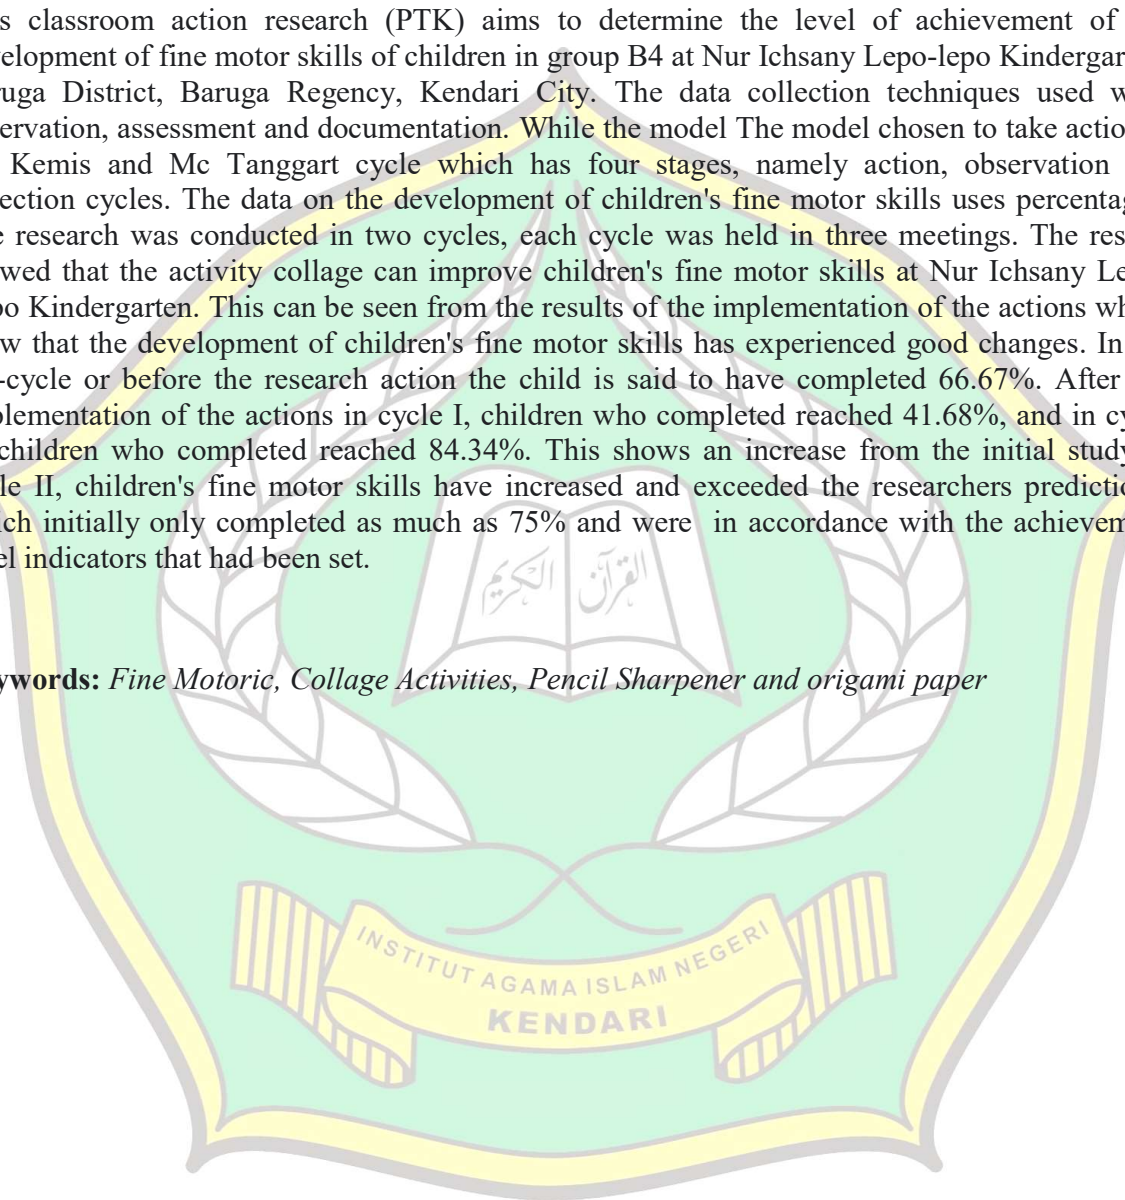 s classroom action research (PTK) aims to determine the level of achievement of
elopment of fine motor skills of children in group B4 at Nur Ichsany Lepo-lepo Kindergar
ruga District, Baruga Regency, Kendari City. The data collection techniques used w
ervation, assessment and documentation. While the model The model chosen to take actio
Kemis and Mc Tanggart cycle which has four stages, namely action, observation
ection cycles. The data on the development of children's fine motor skills uses percentag
e research was conducted in two cycles, each cycle was held in three meetings. The res
wed that the activity collage can improve children's fine motor skills at Nur Ichsany Le
oo Kindergarten. This can be seen from the results of the implementation of the actions wh
w that the development of children's fine motor skills has experienced good changes. In
-cycle or before the research action the child is said to have completed 66.67%. After
plementation of the actions in cycle I, children who completed reached 41.68%, and in cy
children who completed reached 84.34%. This shows an increase from the initial study
le II, children's fine motor skills have increased and exceeded the researchers predictio
ich initially only completed as much as 75% and were in accordance with the achievem
el indicators that had been set.
القرآن الكريم
ywords: Fine Motoric, Collage Activities, Pencil Sharpener and origami paper
INSTITUT AGAMA ISLAM NEGERI
KENDARI